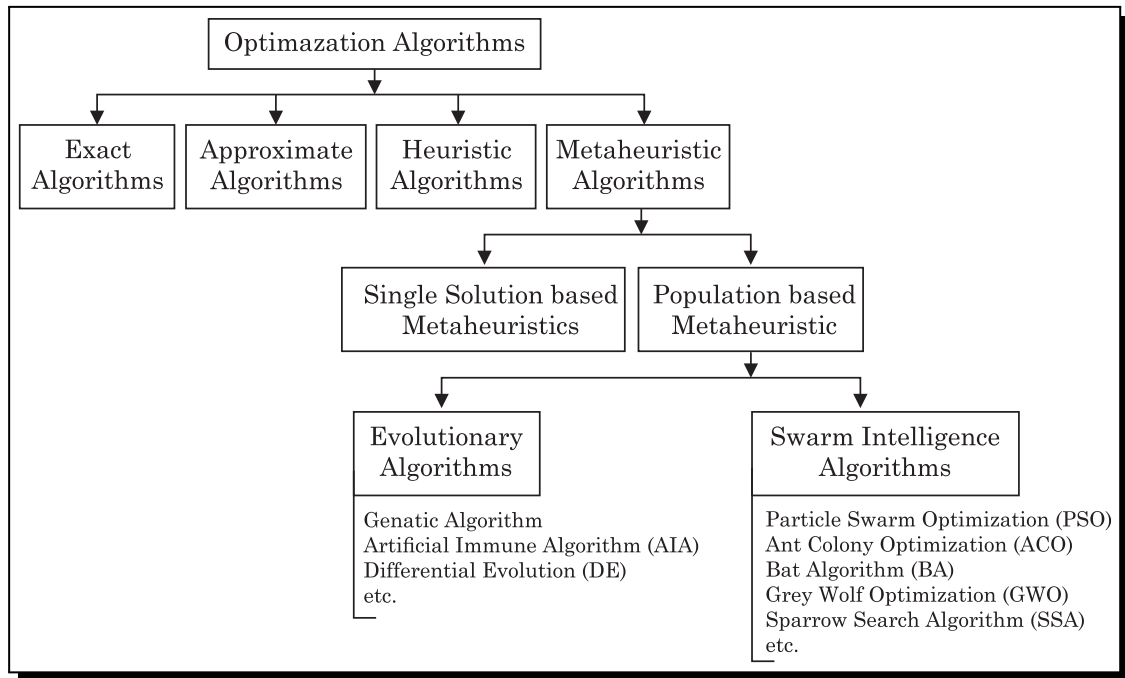 Optimazation Algorithms
Exact
Algorithms
Approximate
Algorithms
Heuristic
Algorithms
Metaheuristic
Algorithms
Single Solution based
Metaheuristics
Population based
Metaheuristic
Evolutionary
Algorithms
Genatic Algorithm
Artificial Immune Algorithm (AIA)
Differential Evolution (DE)
etc.
Swarm Intelligence
Algorithms
Particle Swarm Optimization (PSO)
Ant Colony Optimization (ACO)
Bat Algorithm (BA)
Grey Wolf Optimization (GWO)
Sparrow Search Algorithm (SSA)
etc.